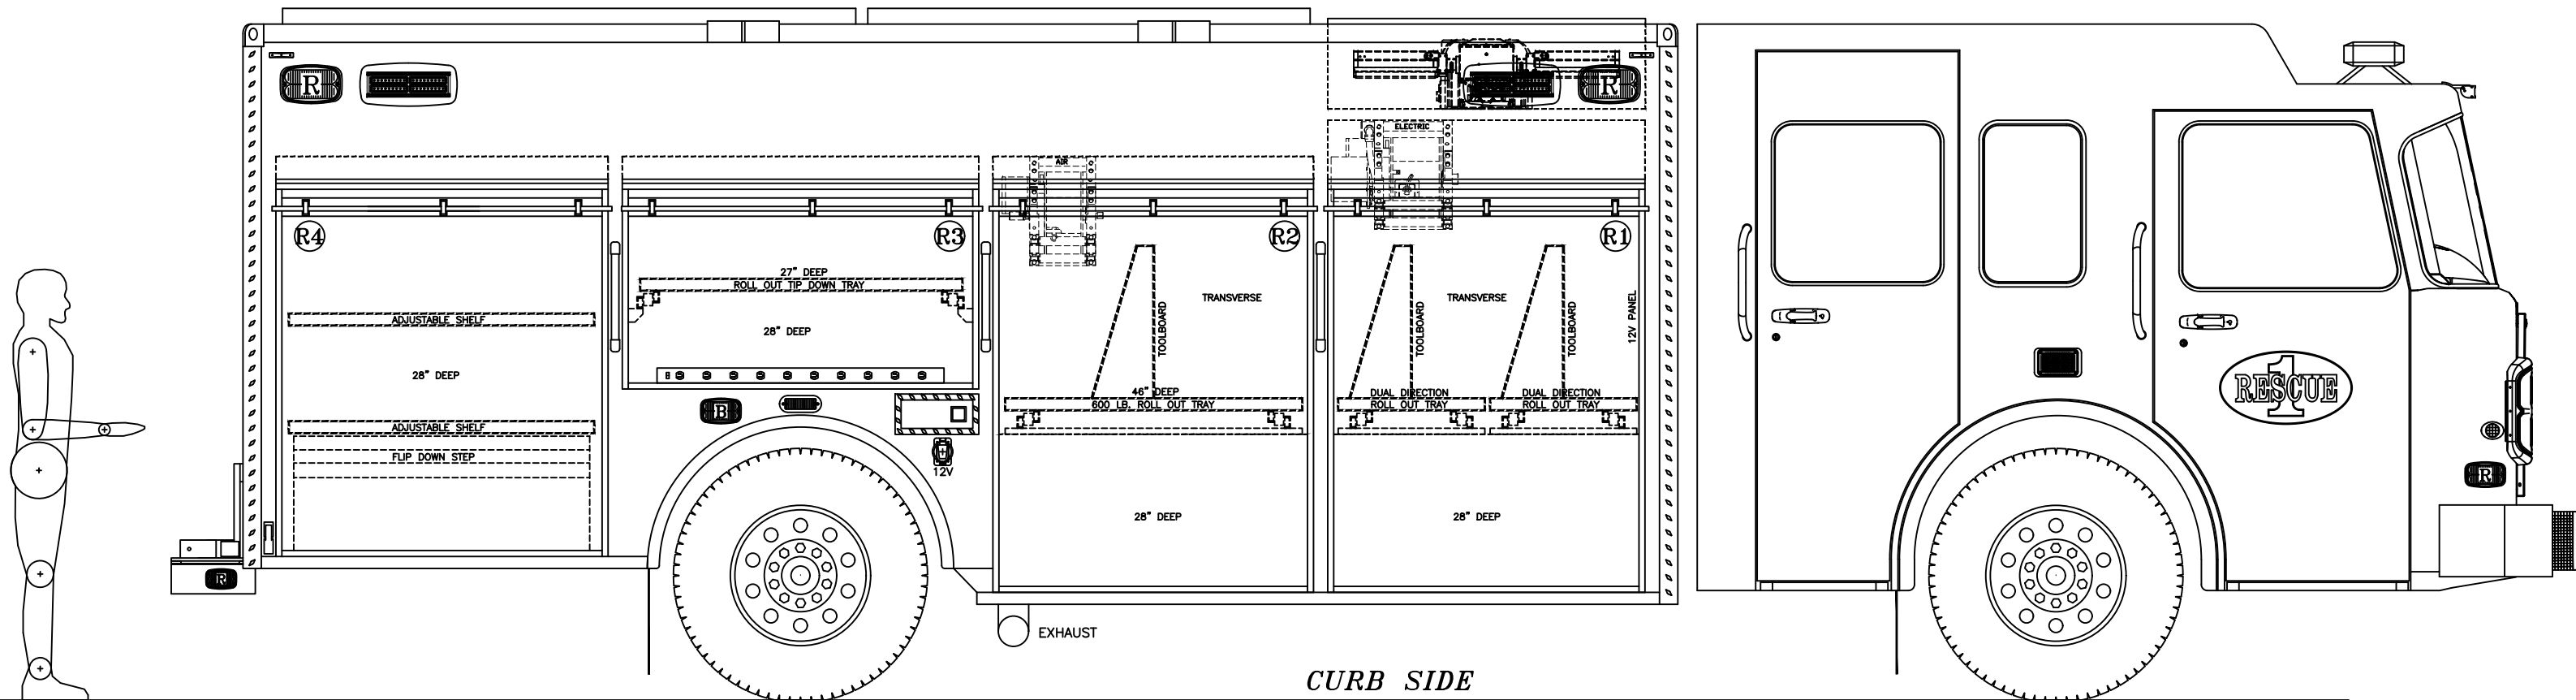 R
R
ELECTRIC
AIR
R4
R3
R2
R1
27" DEEP
ROLL OUT TIP DOWN TRAY
TRANSVERSE
TRANSVERSE
ADJUSTABLE SHELF
28" DEEP
TOOLBOARD
TOOLBOARD
TOOLBOARD
12V PANEL
28" DEEP
46" DEEP
600 LB. ROLL OUT TRAY
DUAL DIRECTION
ROLL OUT TRAY
DUAL DIRECTION
ROLL OUT TRAY
1
RESCUE
B
ADJUSTABLE SHELF
FLIP DOWN STEP
12V
R
28" DEEP
28" DEEP
R
EXHAUST
CURB SIDE